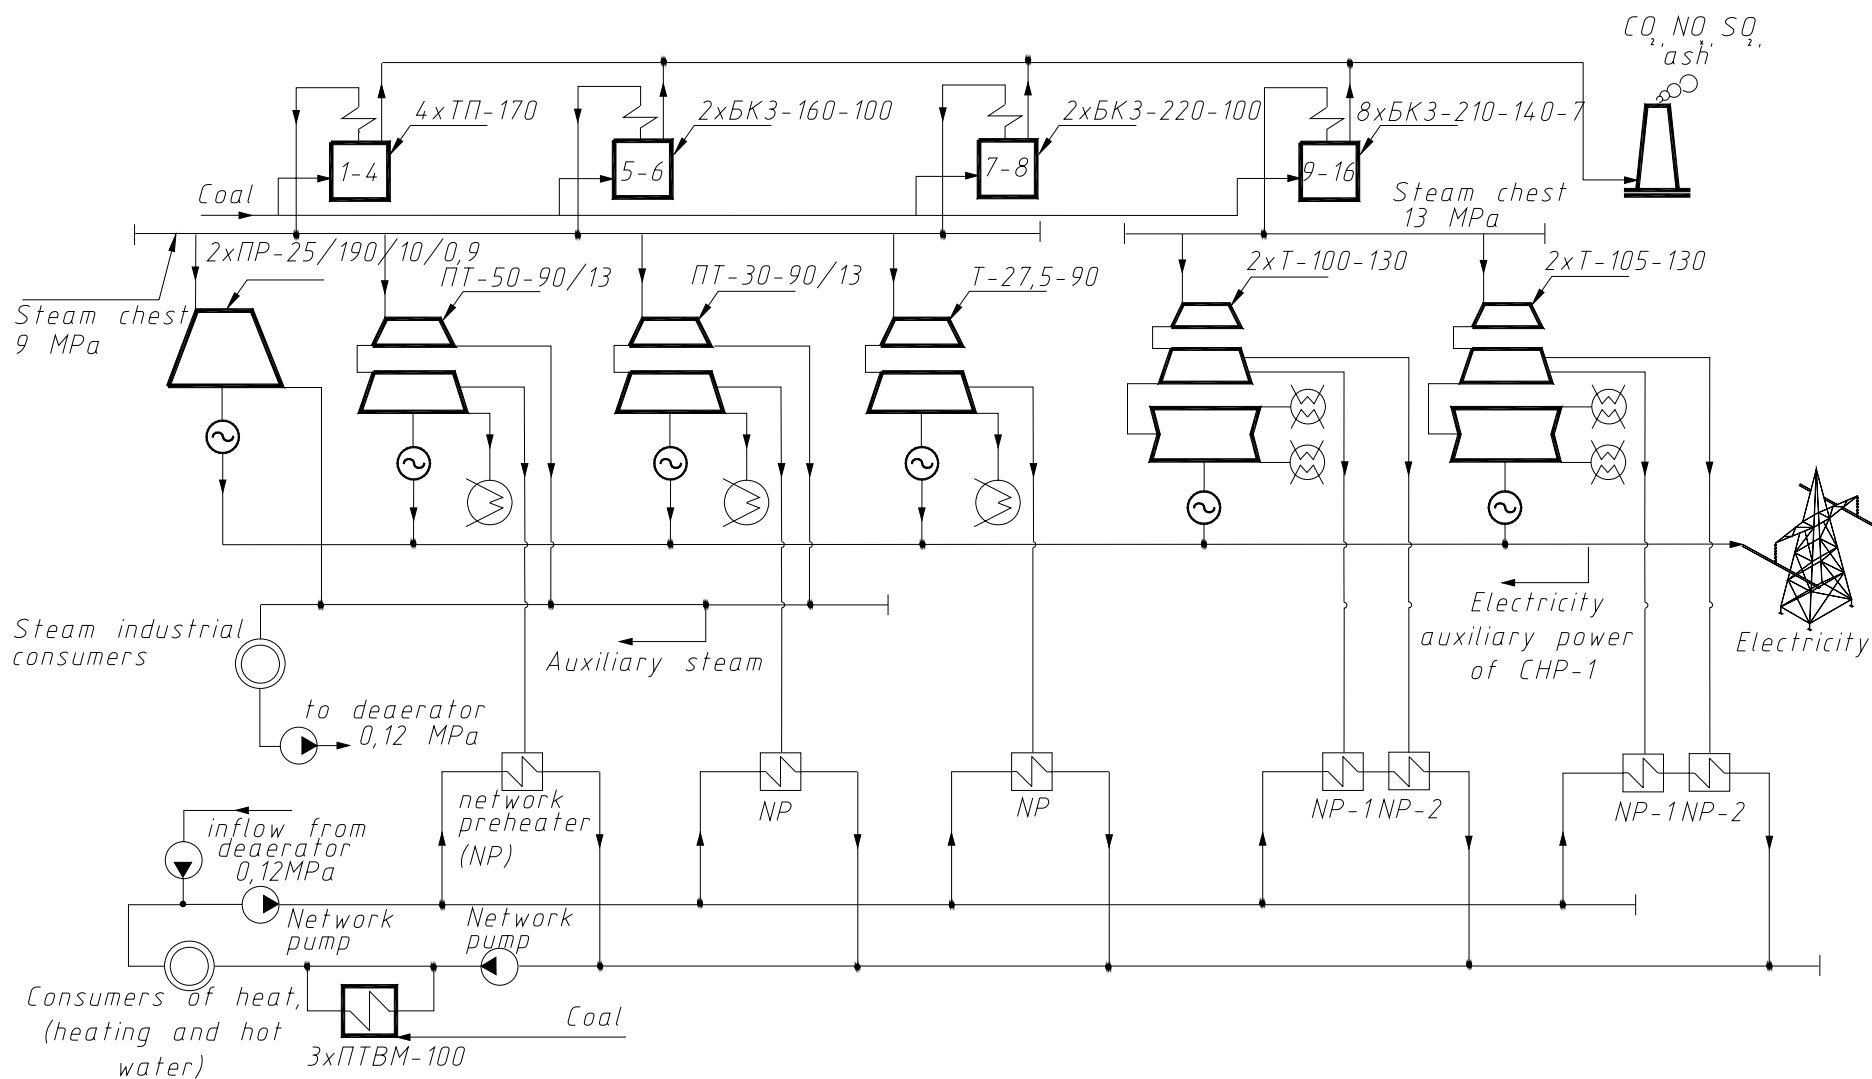 CO₂, NOₓ, SO₂,
ash
4xТП-170
2xБКЗ-160-100
2xБКЗ-220-100
8xБКЗ-210-140-7
1-4
5-6
7-8
9-16
Coal
Steam chest
13 MPa
2xПР-25/190/10/0,9
ПТ-50-90/13
ПТ-30-90/13
Т-27,5-90
2xТ-100-130
2xТ-105-130
Steam chest
9 MPa
Steam industrial
consumers
Auxiliary steam
Electricity
auxiliary power
of CHP-1
Electricity
to deaerator
0,12 MPa
network
preheater
(NP)
NP
NP
NP-1 NP-2
NP-1 NP-2
inflow from
deaerator
0,12MPa
Network
pump
Network
pump
Consumers of heat,
(heating and hot
water)
Coal
3xПТВМ-100